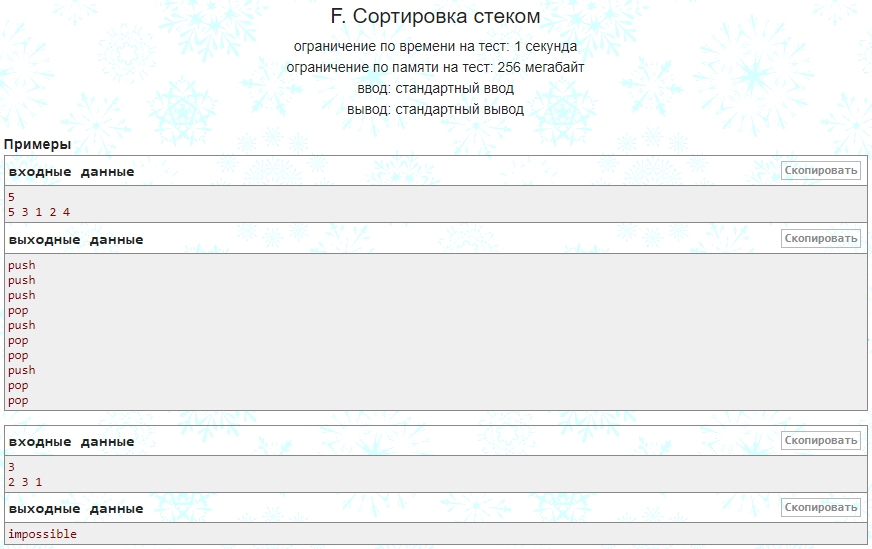 F. Сортировка стеком
ограничение по времени на тест: 1 секунда
ограничение по памяти на тест: 256 мегабайт
ввод: стандартный ввод
вывод: стандартный вывод
Примеры
входные данные Скопировать
5
5 3 1 2 4
выходные данные Скопировать
push
push
push
pop
push
pop
pop
push
pop
pop
входные данные Скопировать
3
2 3 1
выходные данные Скопировать
impossible